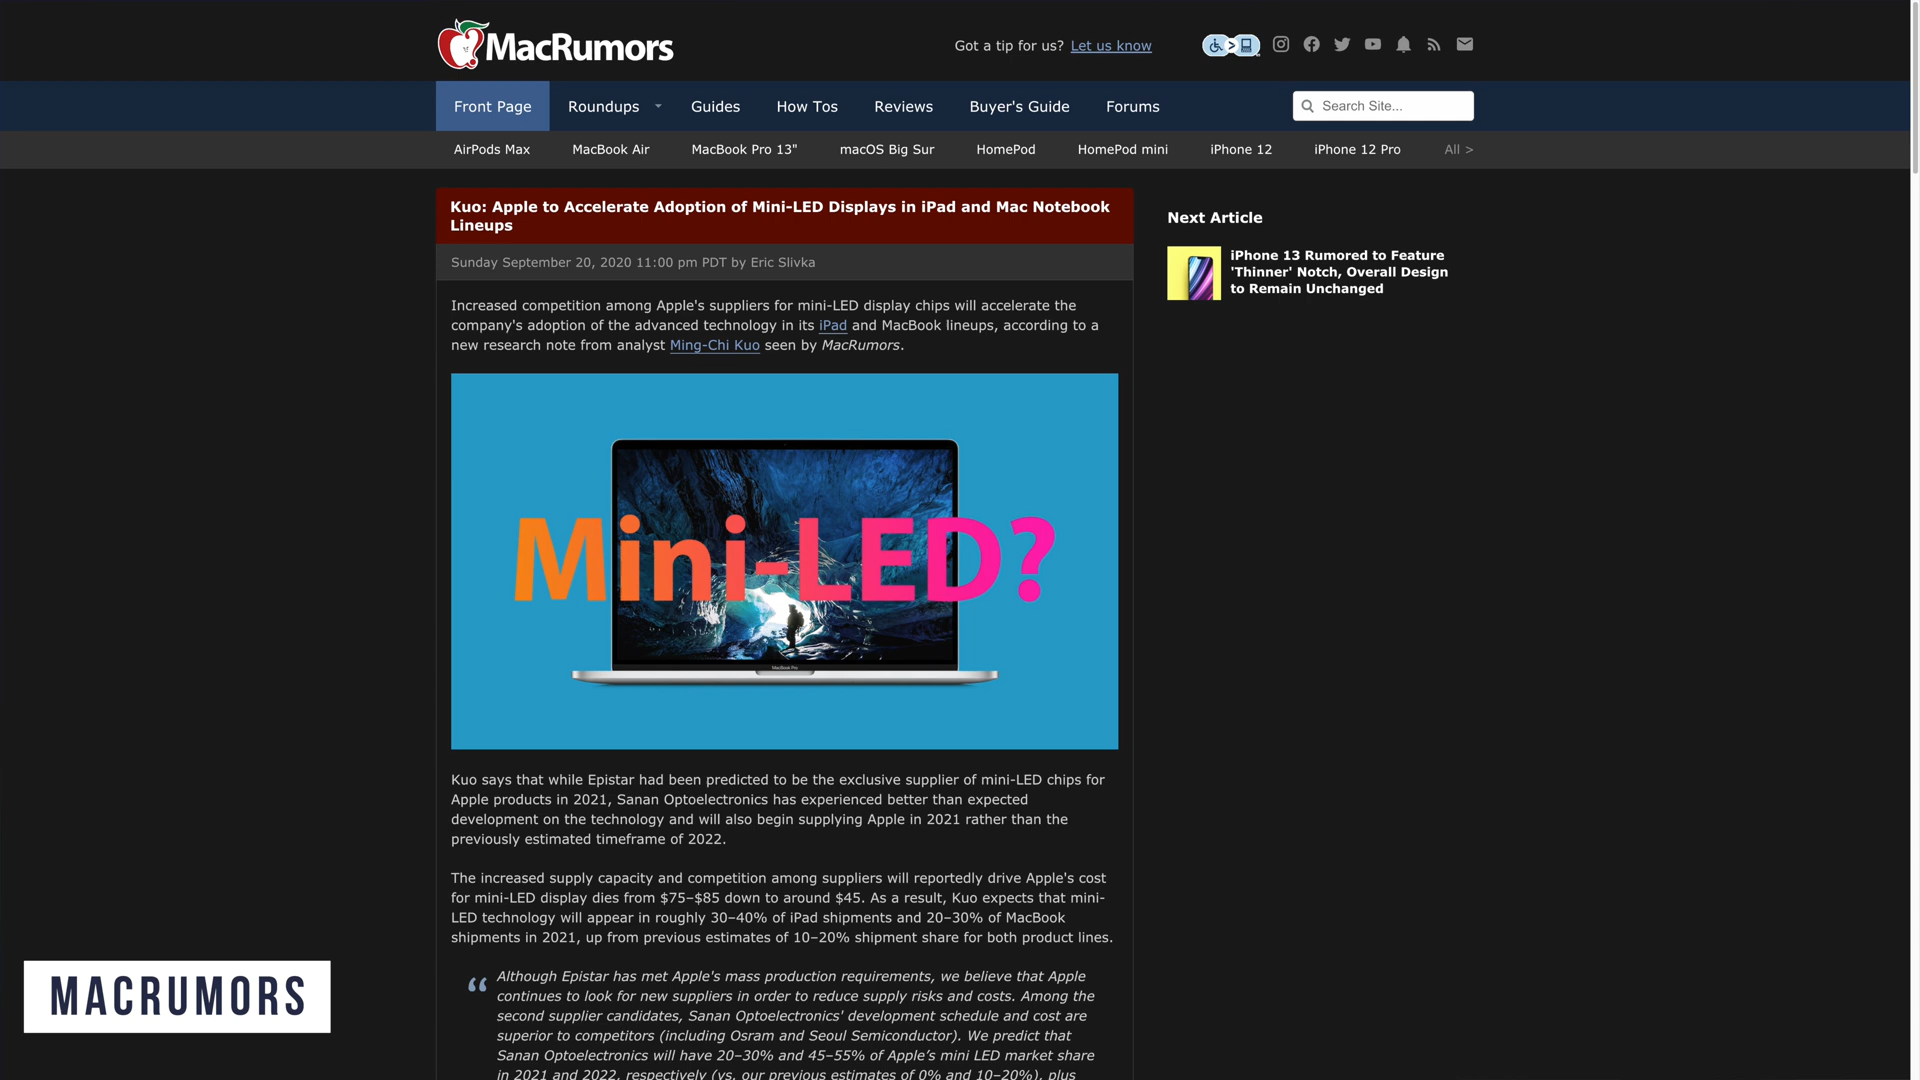 MacRumors
Got a tip for us? Let us know
Front Page
Roundups
Guides
How Tos
Reviews
Buyer's Guide
Forums
Search Site...
AirPods Max
MacBook Air
MacBook Pro 13"
macOS Big Sur
HomePod
HomePod mini
iPhone 12
iPhone 12 Pro
All >
Kuo: Apple to Accelerate Adoption of Mini-LED Displays in iPad and Mac Notebook
Lineups
Sunday September 20, 2020 11:00 pm PDT by Eric Slivka
Increased competition among Apple's suppliers for mini-LED display chips will accelerate the
company's adoption of the advanced technology in its iPad and MacBook lineups, according to a
new research note from analyst Ming-Chi Kuo seen by MacRumors.
Mini-LED?
MacBook Pro
Kuo says that while Epistar had been predicted to be the exclusive supplier of mini-LED chips for
Apple products in 2021, Sanan Optoelectronics has experienced better than expected
development on the technology and will also begin supplying Apple in 2021 rather than the
previously estimated timeframe of 2022.
The increased supply capacity and competition among suppliers will reportedly drive Apple's cost
for mini-LED display dies from $75–$85 down to around $45. As a result, Kuo expects that mini-
LED technology will appear in roughly 30–40% of iPad shipments and 20–30% of MacBook
shipments in 2021, up from previous estimates of 10–20% shipment share for both product lines.
“ Although Epistar has met Apple's mass production requirements, we believe that Apple
continues to look for new suppliers in order to reduce supply risks and costs. Among the
second supplier candidates, Sanan Optoelectronics' development schedule and cost are
superior to competitors (including Osram and Seoul Semiconductor). We predict that
Sanan Optoelectronics will have 20–30% and 45–55% of Apple’s mini LED market share
in 2021 and 2022, respectively (vs. our previous estimates of 0% and 10–20%), plus
Next Article
iPhone 13 Rumored to Feature
'Thinner' Notch, Overall Design
to Remain Unchanged
MACRUMORS